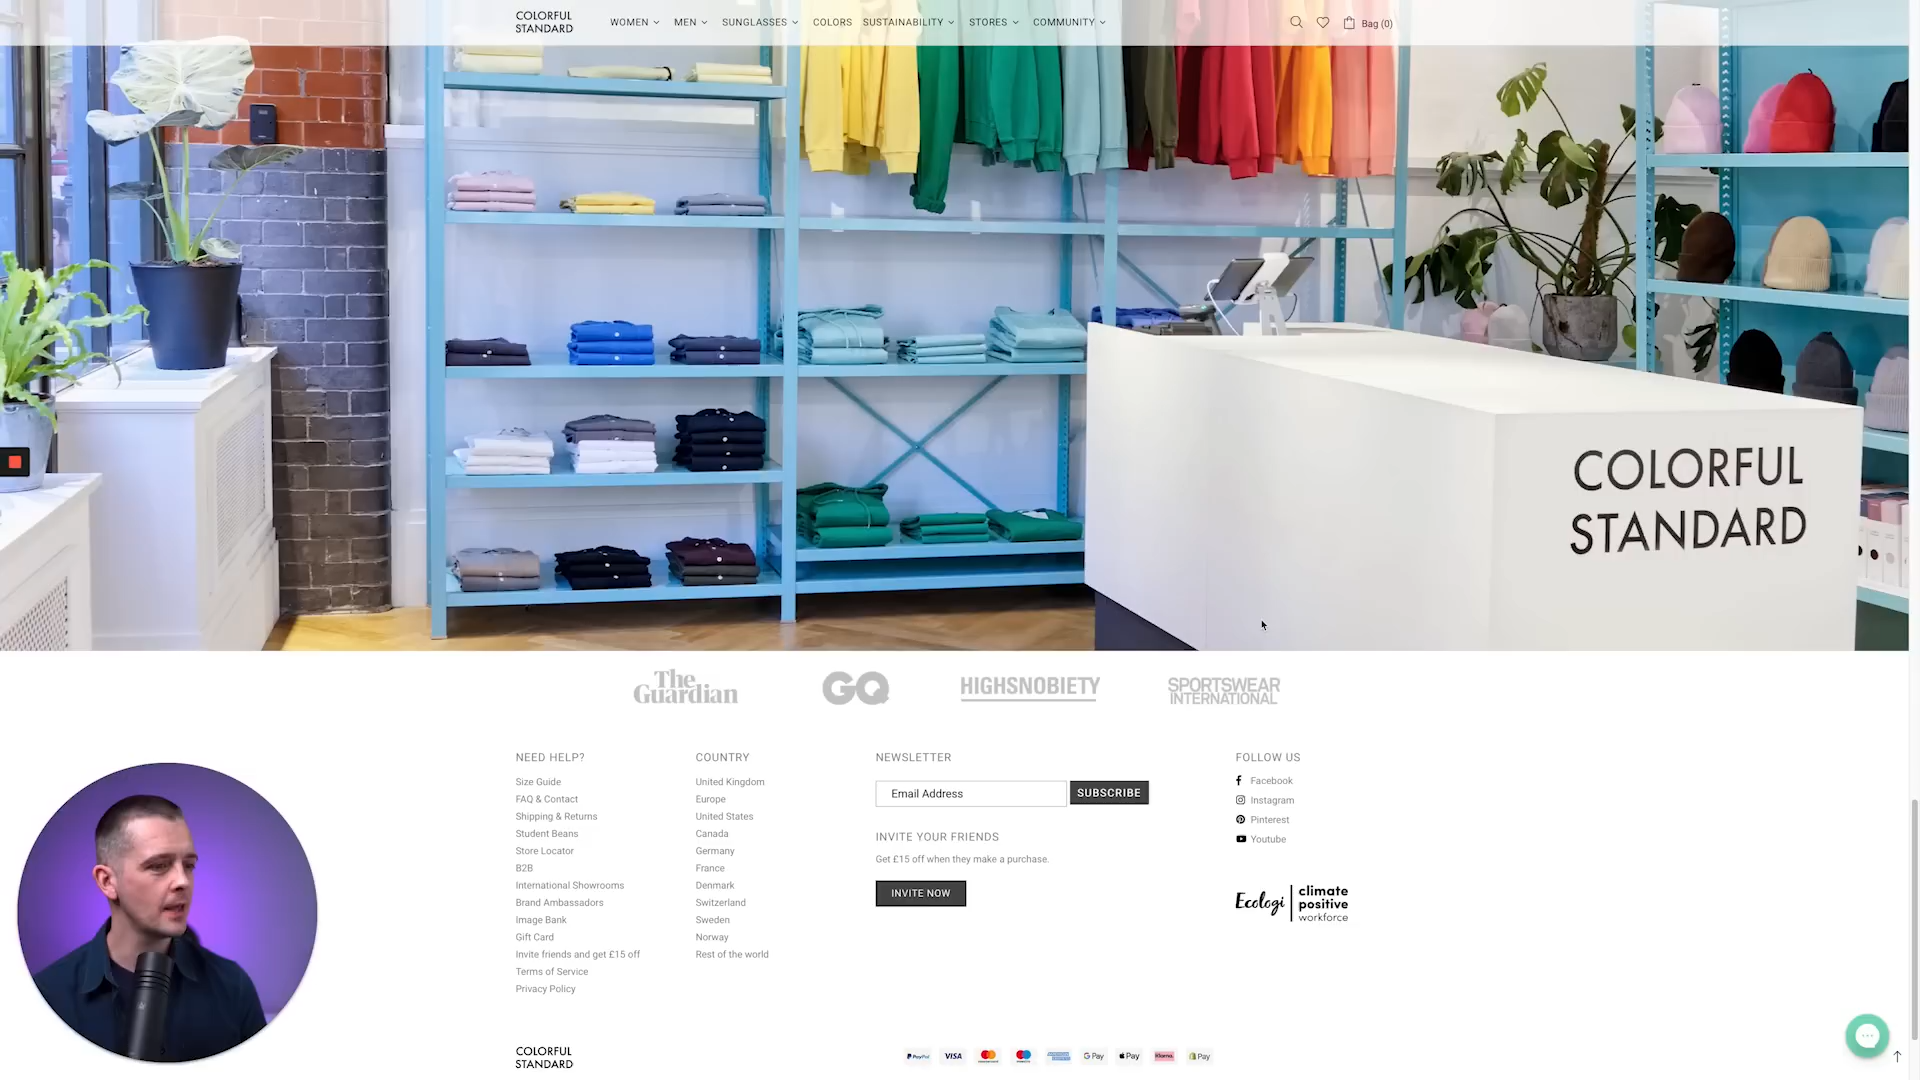 COLORFUL
STANDARD
WOMEN
MEN
SUNGLASSES
COLORS
SUSTAINABILITY
STORES
COMMUNITY
Bag (0)
COLORFUL
STANDARD
The
Guardian
GQ
HIGHSNOBIETY
SPORTSWEAR
INTERNATIONAL
NEED HELP?
Size Guide
FAQ & Contact
Shipping & Returns
Student Beans
Store Locator
B2B
International Showrooms
Brand Ambassadors
Image Bank
Gift Card
Invite friends and get £15 off
Terms of Service
Privacy Policy
COUNTRY
United Kingdom
Europe
United States
Canada
Germany
France
Denmark
Switzerland
Sweden
Norway
Rest of the world
NEWSLETTER
Email Address
SUBSCRIBE
INVITE YOUR FRIENDS
Get £15 off when they make a purchase.
INVITE NOW
FOLLOW US
Facebook
Instagram
Pinterest
Youtube
Ecologi
climate
positive
workforce
COLORFUL
STANDARD
PayPal
VISA
G Pay
Pay
Klarna
Pay